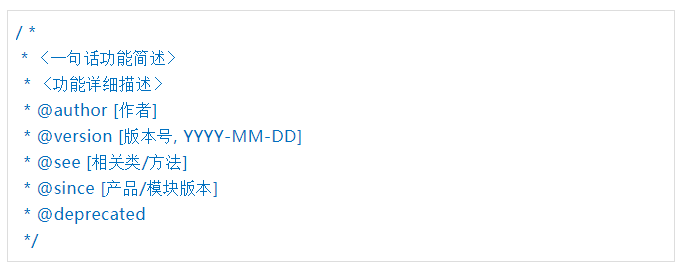 / *
* 〈一句话功能简述〉
* 〈功能详细描述〉
* @author [作者]
* @version [版本号, YYYY-MM-DD]
* @see [相关类/方法]
* @since [产品/模块版本]
* @deprecated
*/